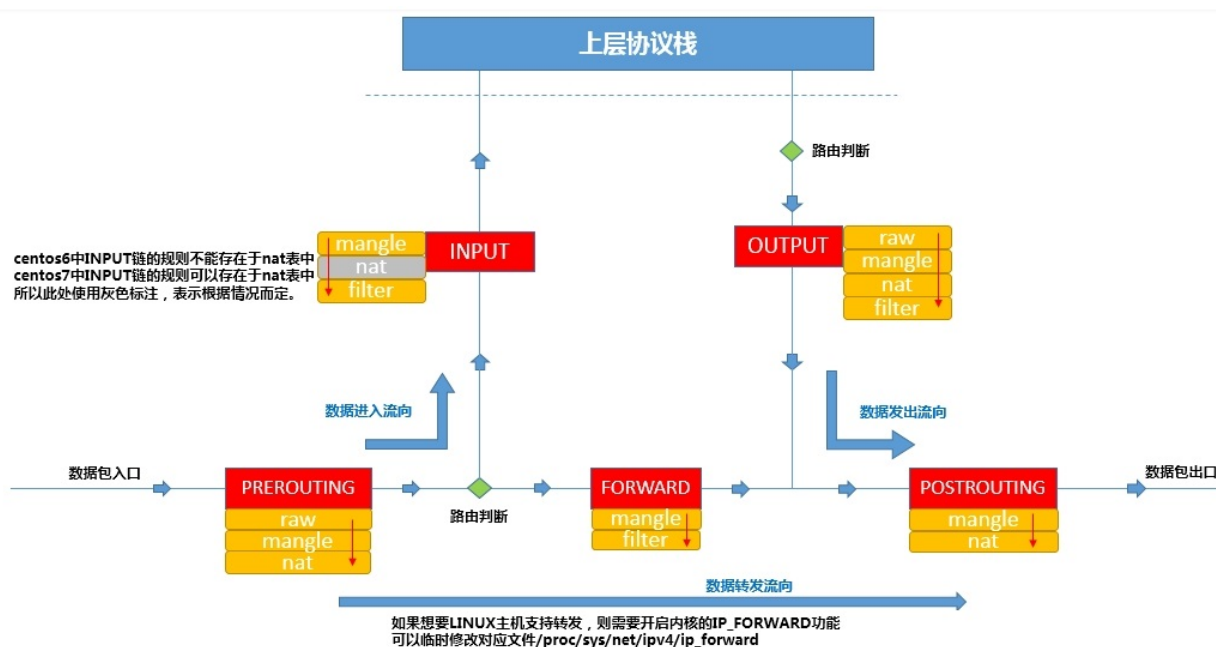 上层协议栈
路由判断
centos6中INPUT链的规则不能存在于nat表中
centos7中INPUT链的规则可以存在于nat表中
所以此处使用灰色标注，表示根据情况而定。
mangle
nat
filter
INPUT
OUTPUT
raw
mangle
nat
filter
数据进入流向
数据发出流向
数据包入口
PREROUTING
raw
mangle
nat
路由判断
FORWARD
mangle
filter
POSTROUTING
mangle
nat
数据包出口
数据转发流向
如果想要LINUX主机支持转发，则需要开启内核的IP_FORWARD功能
可以临时修改对应文件/proc/sys/net/ipv4/ip_forward